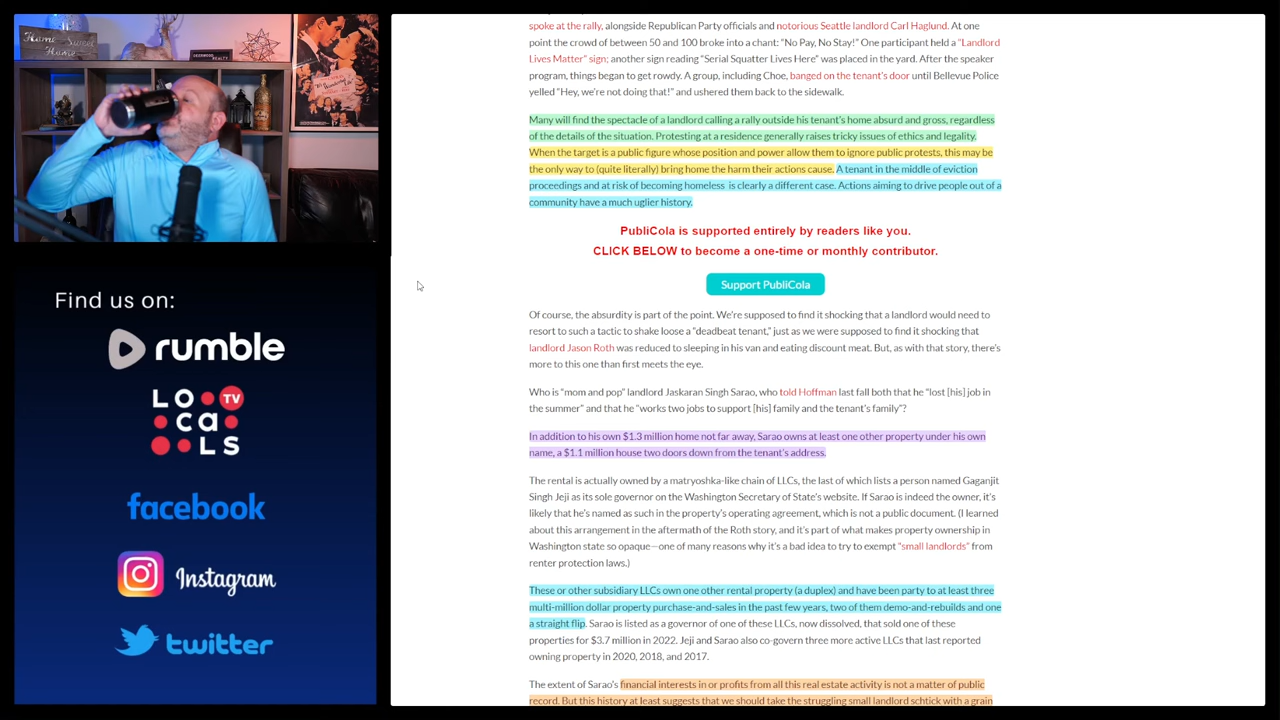 Home Sweet
Home
Find us on:
rumble
LO TV
ca
LS
facebook
Instagram
twitter
spoke at the rally, alongside Republican Party officials and notorious Seattle landlord Carl Haglund. At one
point the crowd of between 50 and 100 broke into a chant: “No Pay, No Stay!” One participant held a “Landlord
Lives Matter” sign; another sign reading “Serial Squatter Lives Here” was placed in the yard. After the speaker
program, things began to get rowdy. A group, including Choe, banged on the tenant’s door until Bellevue Police
yelled “Hey, we’re not doing that!” and ushered them back to the sidewalk.
Many will find the spectacle of a landlord calling a rally outside his tenant’s home absurd and gross, regardless
of the details of the situation. Protesting at a residence generally raises tricky issues of ethics and legality.
When the target is a public figure whose position and power allow them to ignore public protests, this may be
the only way to (quite literally) bring home the harm their actions cause. A tenant in the middle of eviction
proceedings and at risk of becoming homeless is clearly a different case. Actions aiming to drive people out of a
community have a much uglier history.
PubliCola is supported entirely by readers like you.
CLICK BELOW to become a one-time or monthly contributor.
Support PubliCola
Of course, the absurdity is part of the point. We’re supposed to find it shocking that a landlord would need to
resort to such a tactic to shake loose a “deadbeat tenant,” just as we were supposed to find it shocking that
landlord Jason Roth was reduced to sleeping in his van and eating discount meat. But, as with that story, there’s
more to this one than first meets the eye.
Who is “mom and pop” landlord Jaskaran Singh Sarao, who told Hoffman last fall both that he “lost [his] job in
the summer” and that he “works two jobs to support [his] family and the tenant’s family”?
In addition to his own $1.3 million home not far away, Sarao owns at least one other property under his own
name, a $1.1 million house two doors down from the tenant’s address.
The rental is actually owned by a matryoshka-like chain of LLCs, the last of which lists a person named Gaganjit
Singh Jeji as its sole governor on the Washington Secretary of State’s website. If Sarao is indeed the owner, it’s
likely that he’s named as such in the property’s operating agreement, which is not a public document. (I learned
about this arrangement in the aftermath of the Roth story, and it’s part of what makes property ownership in
Washington state so opaque—one of many reasons why it’s a bad idea to try to exempt “small landlords” from
renter protection laws.)
These or other subsidiary LLCs own one other rental property (a duplex) and have been party to at least three
multi-million dollar property purchase-and-sales in the past few years, two of them demo-and-rebuilds and one
a straight flip. Sarao is listed as a governor of one of these LLCs, now dissolved, that sold one of these
properties for $3.7 million in 2022. Jeji and Sarao also co-govern three more active LLCs that last reported
owning property in 2020, 2018, and 2017.
The extent of Sarao’s financial interests in or profits from all this real estate activity is not a matter of public
record. But this history at least suggests that we should take the struggling small landlord schtick with a grain